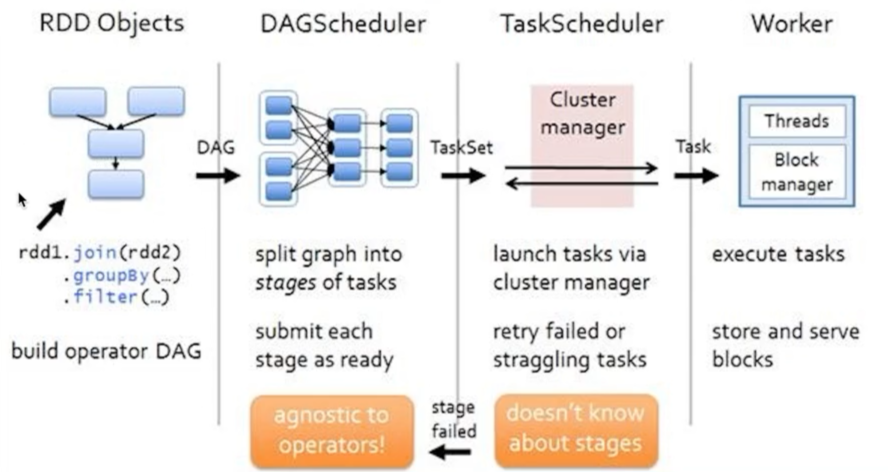 RDD Objects
DAGScheduler
TaskScheduler
Worker
DAG
TaskSet
Cluster
manager
Task
Threads
Block
manager
rdd1.join(rdd2)
.groupBy(…)
.filter(…)
build operator DAG
split graph into
stages of tasks
submit each
stage as ready
agnostic to
operators!
launch tasks via
cluster manager
retry failed or
straggling tasks
stage
failed
doesn't know
about stages
execute tasks
store and serve
blocks